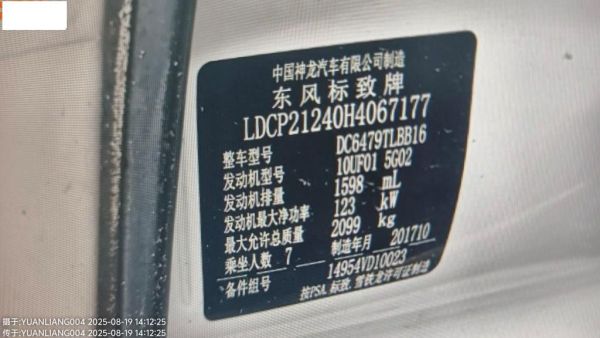 中国神龙汽车有限公司制造
东风标致牌
LDCP21240H4067177
整车型号 DC6479TLBB16
发动机型号 10UF01 5G02
发动机排量 1598 mL
发动机最大净功率 123 kW
最大允许总质量 2099 kg
乘坐人数 7 制造年月 201710
备件组号 14954VD10023
按PSA.标致.雪铁龙许可证制造
摄于:YUANLIANG004 2025-08-19 14:12:25
传于:YUANLIANG004 2025-08-19 14:12:25